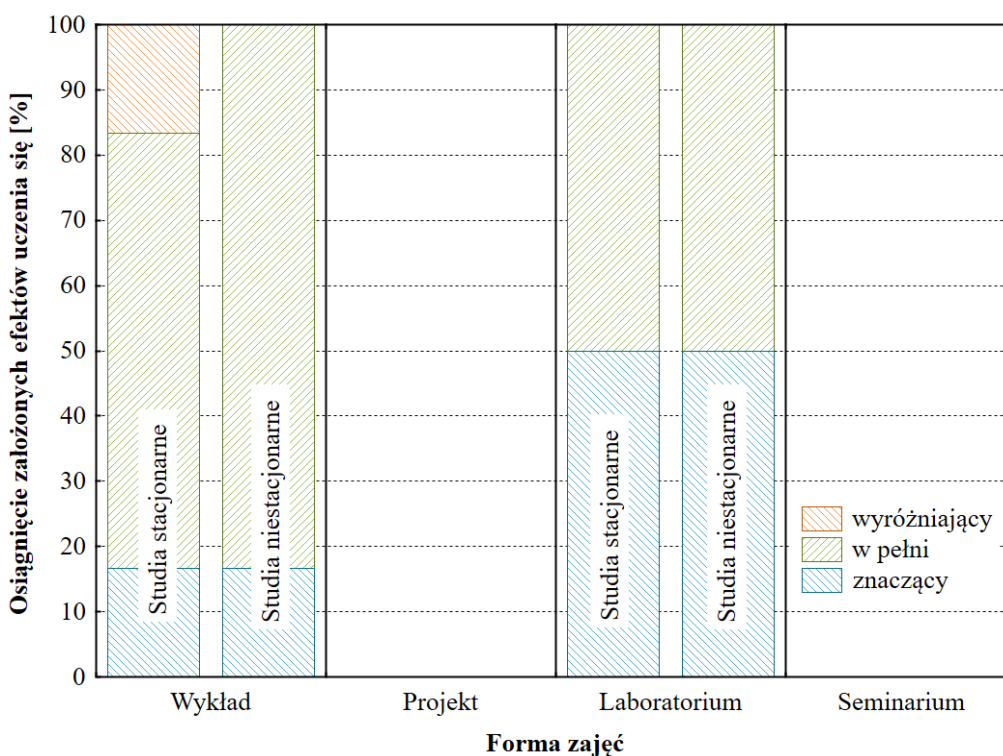 Osiągnięcie założonych efektów uczenia się [%]
100
90
80
70
60
50
40
30
20
10
0
Studia stacjonarne
Studia niestacjonarne
Studia stacjonarne
Studia niestacjonarne
wyróżniający
w pełni
znaczący
Wykład
Projekt
Laboratorium
Seminarium
Forma zajęć